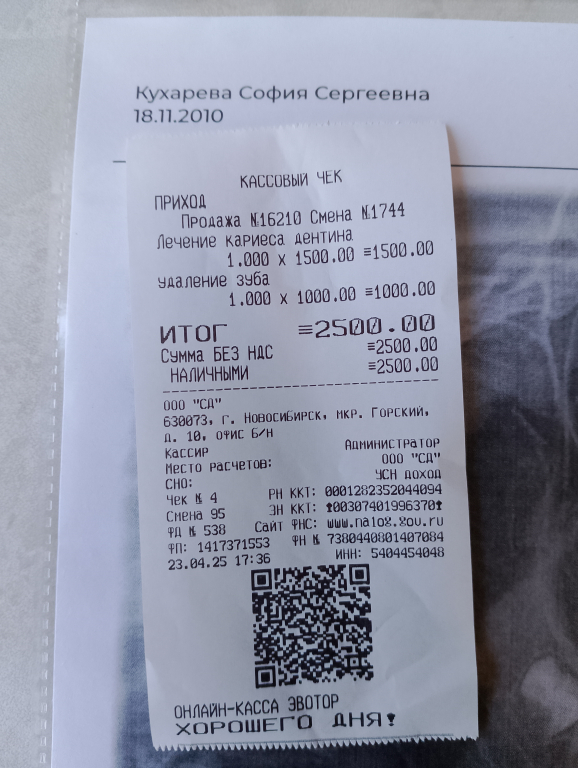 Кухарева София Сергеевна
18.11.2010
КАССОВЫЙ ЧЕК
ПРИХОД
Продажа №16210 Смена №1744
Лечение кариеса дентина
1.000 x 1500.00 ≡1500.00
удаление зуба
1.000 x 1000.00 ≡1000.00
ИТОГ ≡2500.00
Сумма БЕЗ НДС ≡2500.00
НАЛИЧНЫМИ ≡2500.00
ООО "СД"
630073, г. Новосибирск, мкр. Горский,
д. 10, офис Б/Н
Кассир Администратор
Место расчетов: ООО "СД"
СНО: УСН доход
Чек № 4 РН ККТ: 0001282352044094
Смена 95 ЗН ККТ: ↑00307401996370↑
ФД № 538 Сайт ФНС: www.nalog.gov.ru
ФП: 1417371553 ФН № 7380440801407084
23.04.25 17:36 ИНН: 5404454048
ОНЛАЙН-КАССА ЭВОТОР
ХОРОШЕГО ДНЯ!